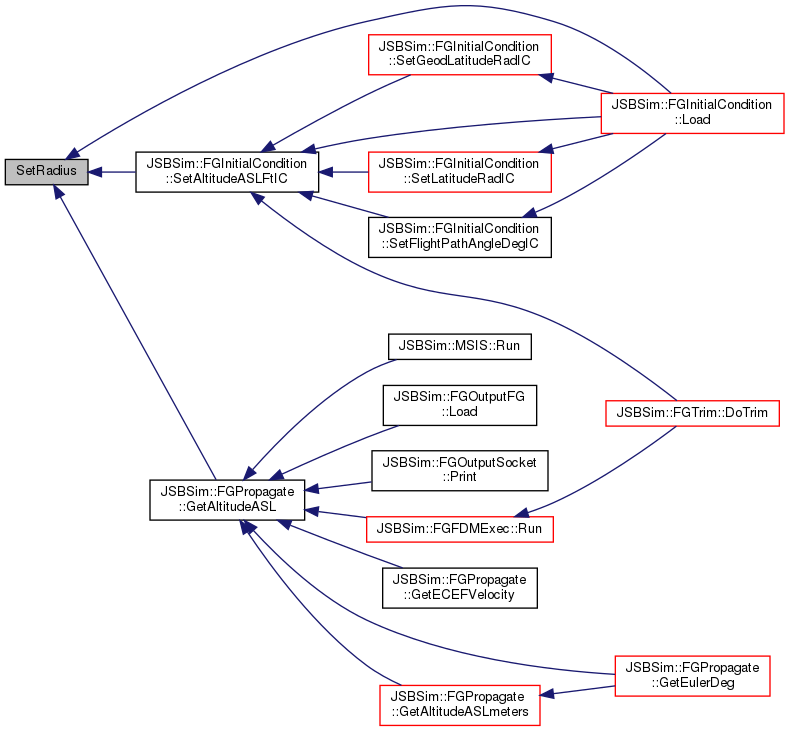 SetRadius
JSBSim::FGInitialCondition
::SetAltitudeASLFtIC
JSBSim::FGInitialCondition
::SetGeodLatitudeRadIC
JSBSim::FGInitialCondition
::Load
JSBSim::FGInitialCondition
::SetLatitudeRadIC
JSBSim::FGInitialCondition
::SetFlightPathAngleDegIC
JSBSim::MSIS::Run
JSBSim::FGOutputFG
::Load
JSBSim::FGTrim::DoTrim
JSBSim::FGOutputSocket
::Print
JSBSim::FGPropagate
::GetAltitudeASL
JSBSim::FGFDMExec::Run
JSBSim::FGPropagate
::GetECEFVelocity
JSBSim::FGPropagate
::GetEulerDeg
JSBSim::FGPropagate
::GetAltitudeASLmeters